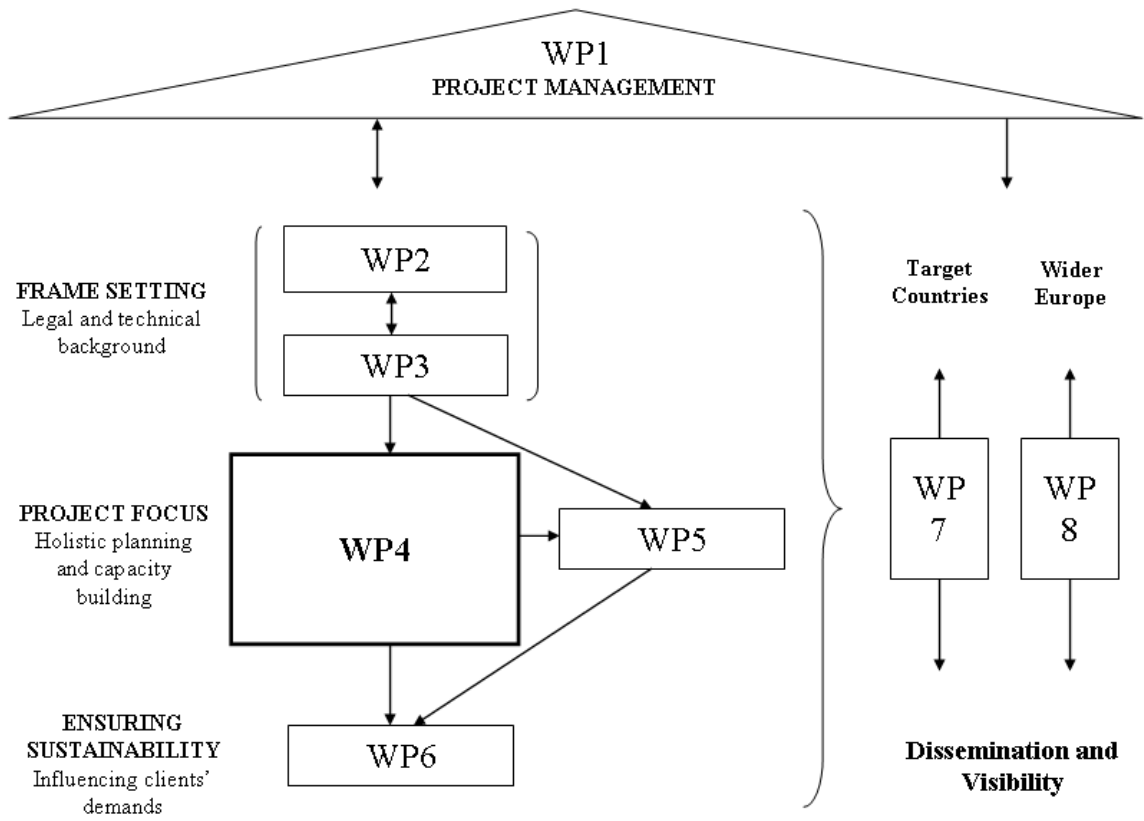 WP1
PROJECT MANAGEMENT
FRAME SETTING
Legal and technical
background
WP2
WP3
PROJECT FOCUS
Holistic planning
and capacity
building
WP4
WP5
ENSURING
SUSTAINABILITY
Influencing clients’
demands
WP6
Target
Countries
Wider
Europe
WP
7
WP
8
Dissemination and
Visibility